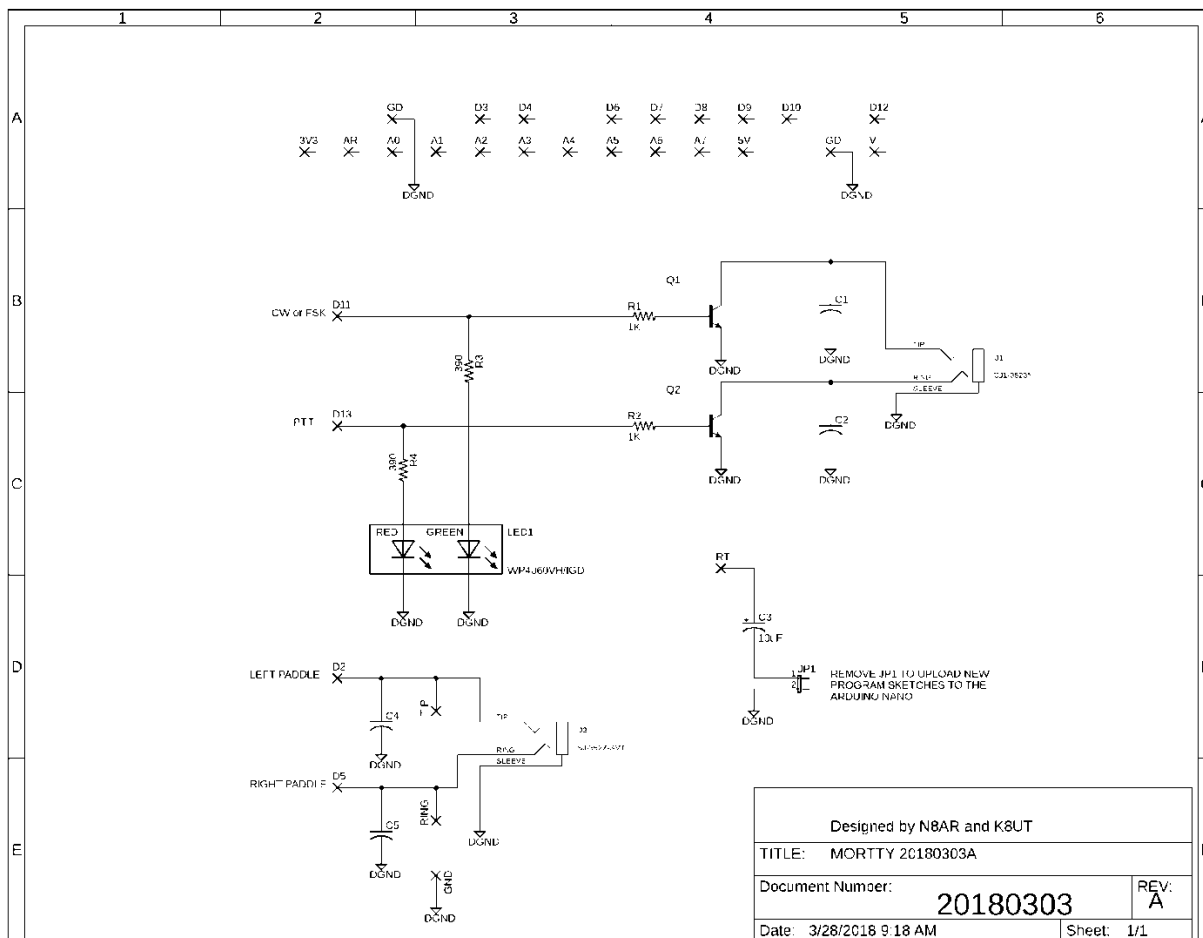 1 2 3 4 5 6
A
GD D3 D4 D6 D7 D8 D9 D10 D12
3V3 AR A0 A1 A2 A3 A4 A5 A6 A7 5V GD V
DGND DGND
B
Q1
CW or FSK D11 R1 C1
1K
DGND DGND
TIP
J1
RING
SLEEVE
390 R3
Q2
PTT D13 R2 C2
1K
DGND
DGND DGND
390 R4
C
RED GREEN LED1
RT
DGND DGND
C3
D
LEFT PADDLE D2
JP1
1
2
REMOVE JP1 TO UPLOAD NEW
PROGRAM SKETCHES TO THE
ARDUINO NANO
DGND
C4 TIP
TIP
DGND
RING
SLEEVE
RIGHT PADDLE D5
C5 RING
DGND
DGND
GND
DGND
E
Designed by N8AR and K8UT
TITLE: MORTTY 20180303A
Document Number: REV:
20180303 A
Date: 3/28/2018 9:18 AM Sheet: 1/1